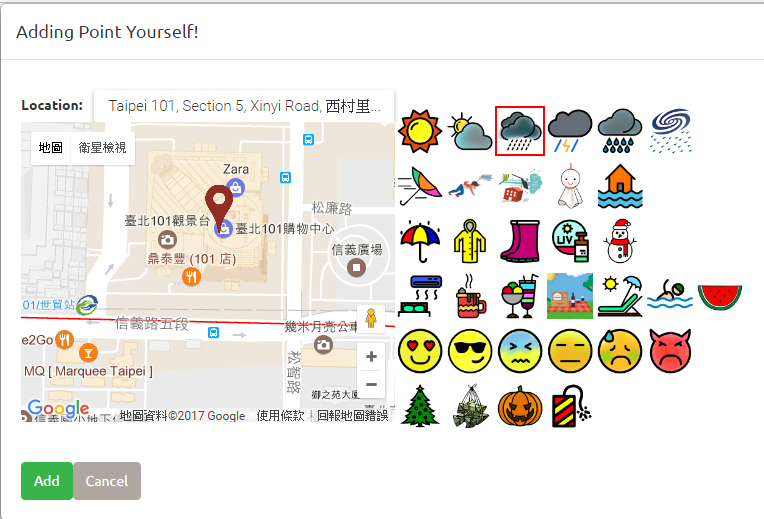 Adding Point Yourself!
Location: Taipei 101, Section 5, Xinyi Road, 西村里...
地圖 衛星檢視
Zara
松廉路
臺北101觀景台
臺北101購物中心
信義廣場
鼎泰豐 (101 店)
01/世貿站
信義路五段
幾米月亮公車
e2Go
松智路
MQ [ Marquee Taipei ]
御之苑大廈
Google
地圖資料©2017 Google 使用條款 回報地圖錯誤
UV
Add Cancel